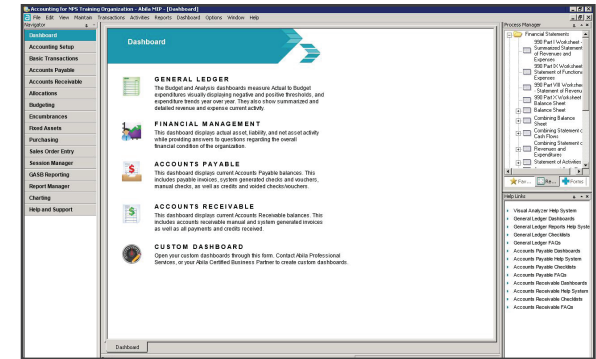 Accounting for NPS Training Organization - Abila MIP - [Dashboard]
File Edit View Maintain Transactions Activities Reports Dashboard Options Window Help
Navigator
Dashboard
Accounting Setup
Basic Transactions
Accounts Payable
Accounts Receivable
Allocations
Budgeting
Encumbrances
Fixed Assets
Purchasing
Sales Order Entry
Session Manager
GASB Reporting
Report Manager
Charting
Help and Support
Dashboard
GENERAL LEDGER
The Budget and Analysis dashboards measure Actual to Budget
expenditures visually displaying negative and positive thresholds, and
expenditure trends year over year. They also show summarized and
detailed revenue and expense current activity.
FINANCIAL MANAGEMENT
This dashboard displays actual asset, liability, and net asset activity
while providing answers to questions regarding the overall
financial condition of the organization.
ACCOUNTS PAYABLE
This dashboard displays current Accounts Payable balances. This
includes payable invoices, system generated checks and vouchers,
manual checks, as well as credits and voided checks/vouchers.
ACCOUNTS RECEIVABLE
This dashboard displays current Accounts Receivable balances. This
includes accounts receivable manual and system generated invoices
as well as all payments and credits received.
CUSTOM DASHBOARD
Open your custom dashboards through this form. Contact Abila Professional
Services, or your Abila Certified Business Partner to create custom dashboards.
Dashboard
Process Manager
Financial Statements
990 Part I Worksheet -
Summarized Statement
of Revenues and
Expenses
990 Part IX Worksheet
- Statement of Functiona
Expenses
990 Part VIII Workshee
- Statement of Revenu
990 Part X Worksheet
Balance Sheet
Balance Sheet
Combining Balance
Sheet
Combining Statement c
Cash Flows
Combining Statement c
Revenues and
Expenditures
Statement of Activities
Fav... Re... Forms
Help Links
Visual Analyzer Help System
General Ledger Dashboards
General Ledger Reports Help Syste
General Ledger Checklists
General Ledger FAQs
Accounts Payable Dashboards
Accounts Payable Help System
Accounts Payable Checklists
Accounts Payable FAQs
Accounts Receivable Dashboards
Accounts Receivable Help System
Accounts Receivable Checklists
Accounts Receivable FAQs